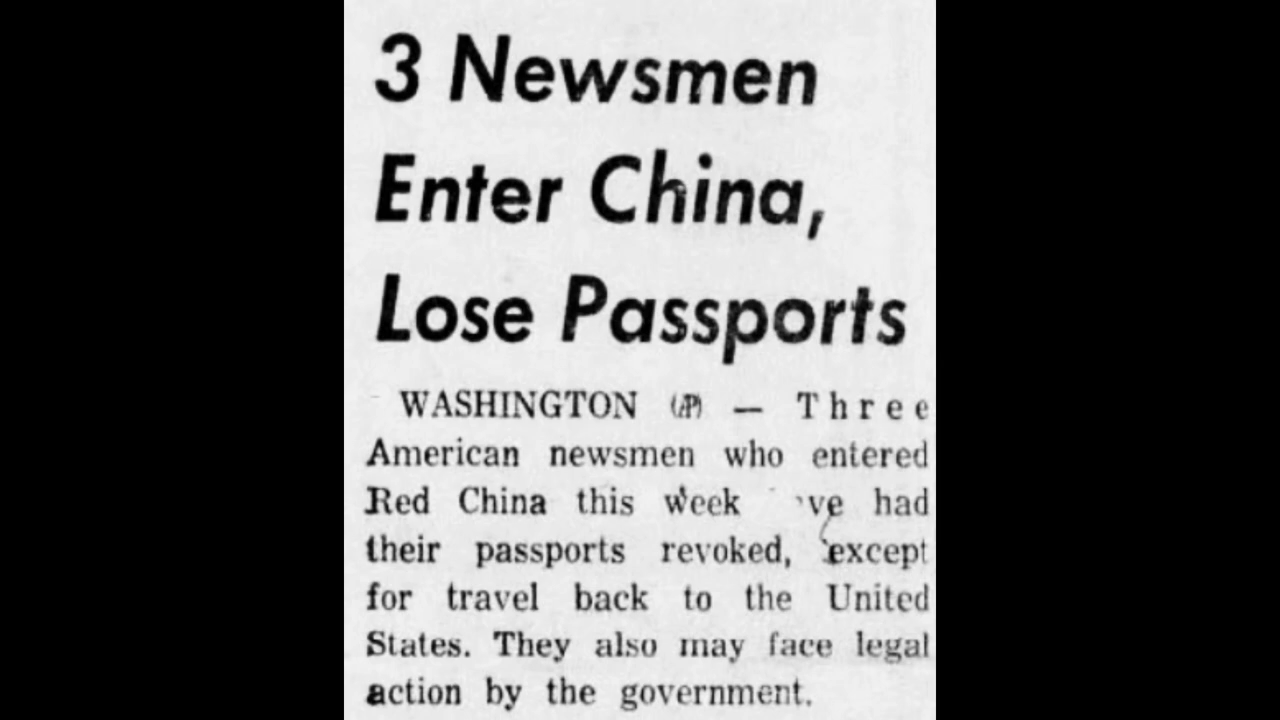 3 Newsmen
Enter China,
Lose Passports
WASHINGTON (AP) — Three
American newsmen who entered
Red China this week ve had
their passports revoked, except
for travel back to the United
States. They also may face legal
action by the government.